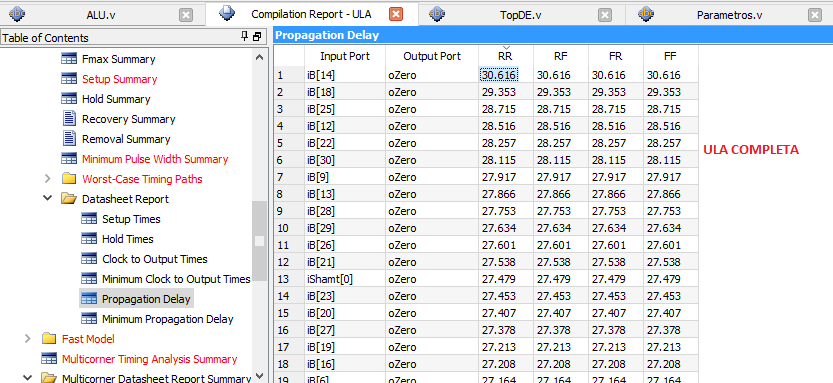 ALU.v
Compilation Report - ULA
TopDE.v
Parametros.v
Table of Contents
Propagation Delay
Fmax Summary
Setup Summary
Hold Summary
Recovery Summary
Removal Summary
Minimum Pulse Width Summary
Worst-Case Timing Paths
Datasheet Report
Setup Times
Hold Times
Clock to Output Times
Minimum Clock to Output Times
Propagation Delay
Minimum Propagation Delay
Fast Model
Multicorner Timing Analysis Summary
Multicorner Datasheet Report Summary
Input Port Output Port RR RF FR FF
1 iB[14] oZero 30.616 30.616 30.616 30.616
2 iB[18] oZero 29.353 29.353 29.353 29.353
3 iB[25] oZero 28.715 28.715 28.715 28.715
4 iB[12] oZero 28.516 28.516 28.516 28.516
5 iB[22] oZero 28.257 28.257 28.257 28.257
6 iB[30] oZero 28.115 28.115 28.115 28.115
7 iB[9] oZero 27.917 27.917 27.917 27.917
8 iB[13] oZero 27.866 27.866 27.866 27.866
9 iB[28] oZero 27.753 27.753 27.753 27.753
10 iB[29] oZero 27.634 27.634 27.634 27.634
11 iB[26] oZero 27.601 27.601 27.601 27.601
12 iB[21] oZero 27.538 27.538 27.538 27.538
13 iShamt[0] oZero 27.479 27.479 27.479 27.479
14 iB[23] oZero 27.453 27.453 27.453 27.453
15 iB[20] oZero 27.407 27.407 27.407 27.407
16 iB[27] oZero 27.378 27.378 27.378 27.378
17 iB[19] oZero 27.213 27.213 27.213 27.213
18 iB[16] oZero 27.208 27.208 27.208 27.208
19 iB[6] oZero 27.164 27.164 27.164 27.164
ULA COMPLETA